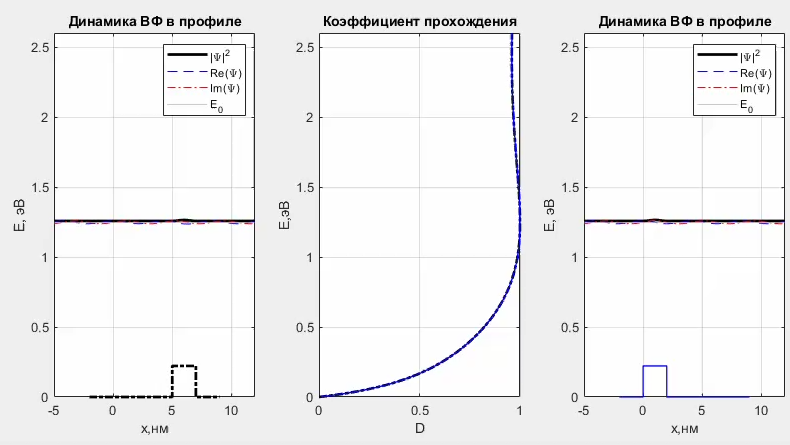 Динамика ВФ в профиле
2.5
2
1.5
1
0.5
0
-5
0
5
10
E, эВ
x,нм
|Ψ|²
Re(Ψ)
Im(Ψ)
E₀
Коэффициент прохождения
2.5
2
1.5
1
0.5
0
0
0.5
1
E,эВ
D
Динамика ВФ в профиле
2.5
2
1.5
1
0.5
0
-5
0
5
10
E, эВ
x,нм
|Ψ|²
Re(Ψ)
Im(Ψ)
E₀